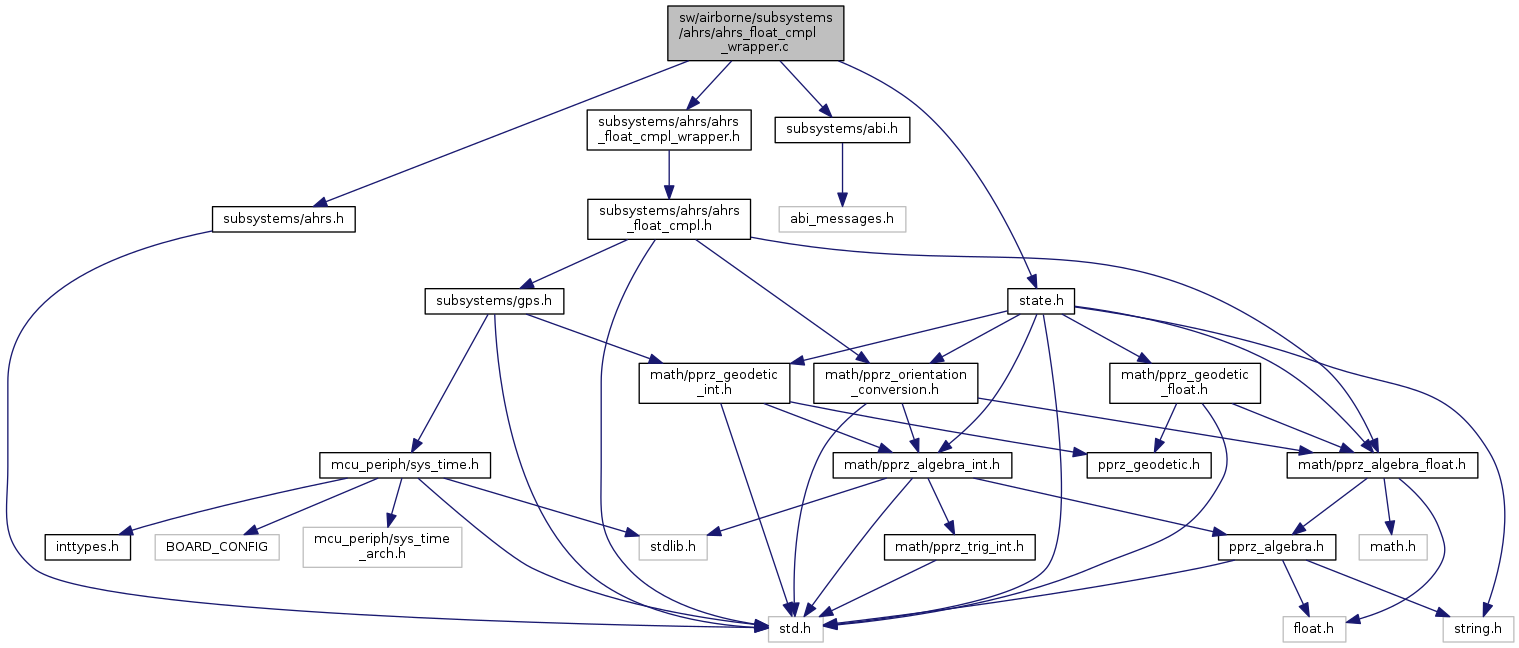 sw/airborne/subsystems
/ahrs/ahrs_float_cmpl
_wrapper.c
subsystems/ahrs/ahrs
_float_cmpl_wrapper.h
subsystems/abi.h
subsystems/ahrs.h
subsystems/ahrs/ahrs
_float_cmpl.h
abi_messages.h
subsystems/gps.h
state.h
math/pprz_geodetic
_int.h
math/pprz_orientation
_conversion.h
math/pprz_geodetic
_float.h
mcu_periph/sys_time.h
math/pprz_algebra_int.h
pprz_geodetic.h
math/pprz_algebra_float.h
inttypes.h
BOARD_CONFIG
mcu_periph/sys_time
_arch.h
stdlib.h
math/pprz_trig_int.h
pprz_algebra.h
math.h
std.h
float.h
string.h